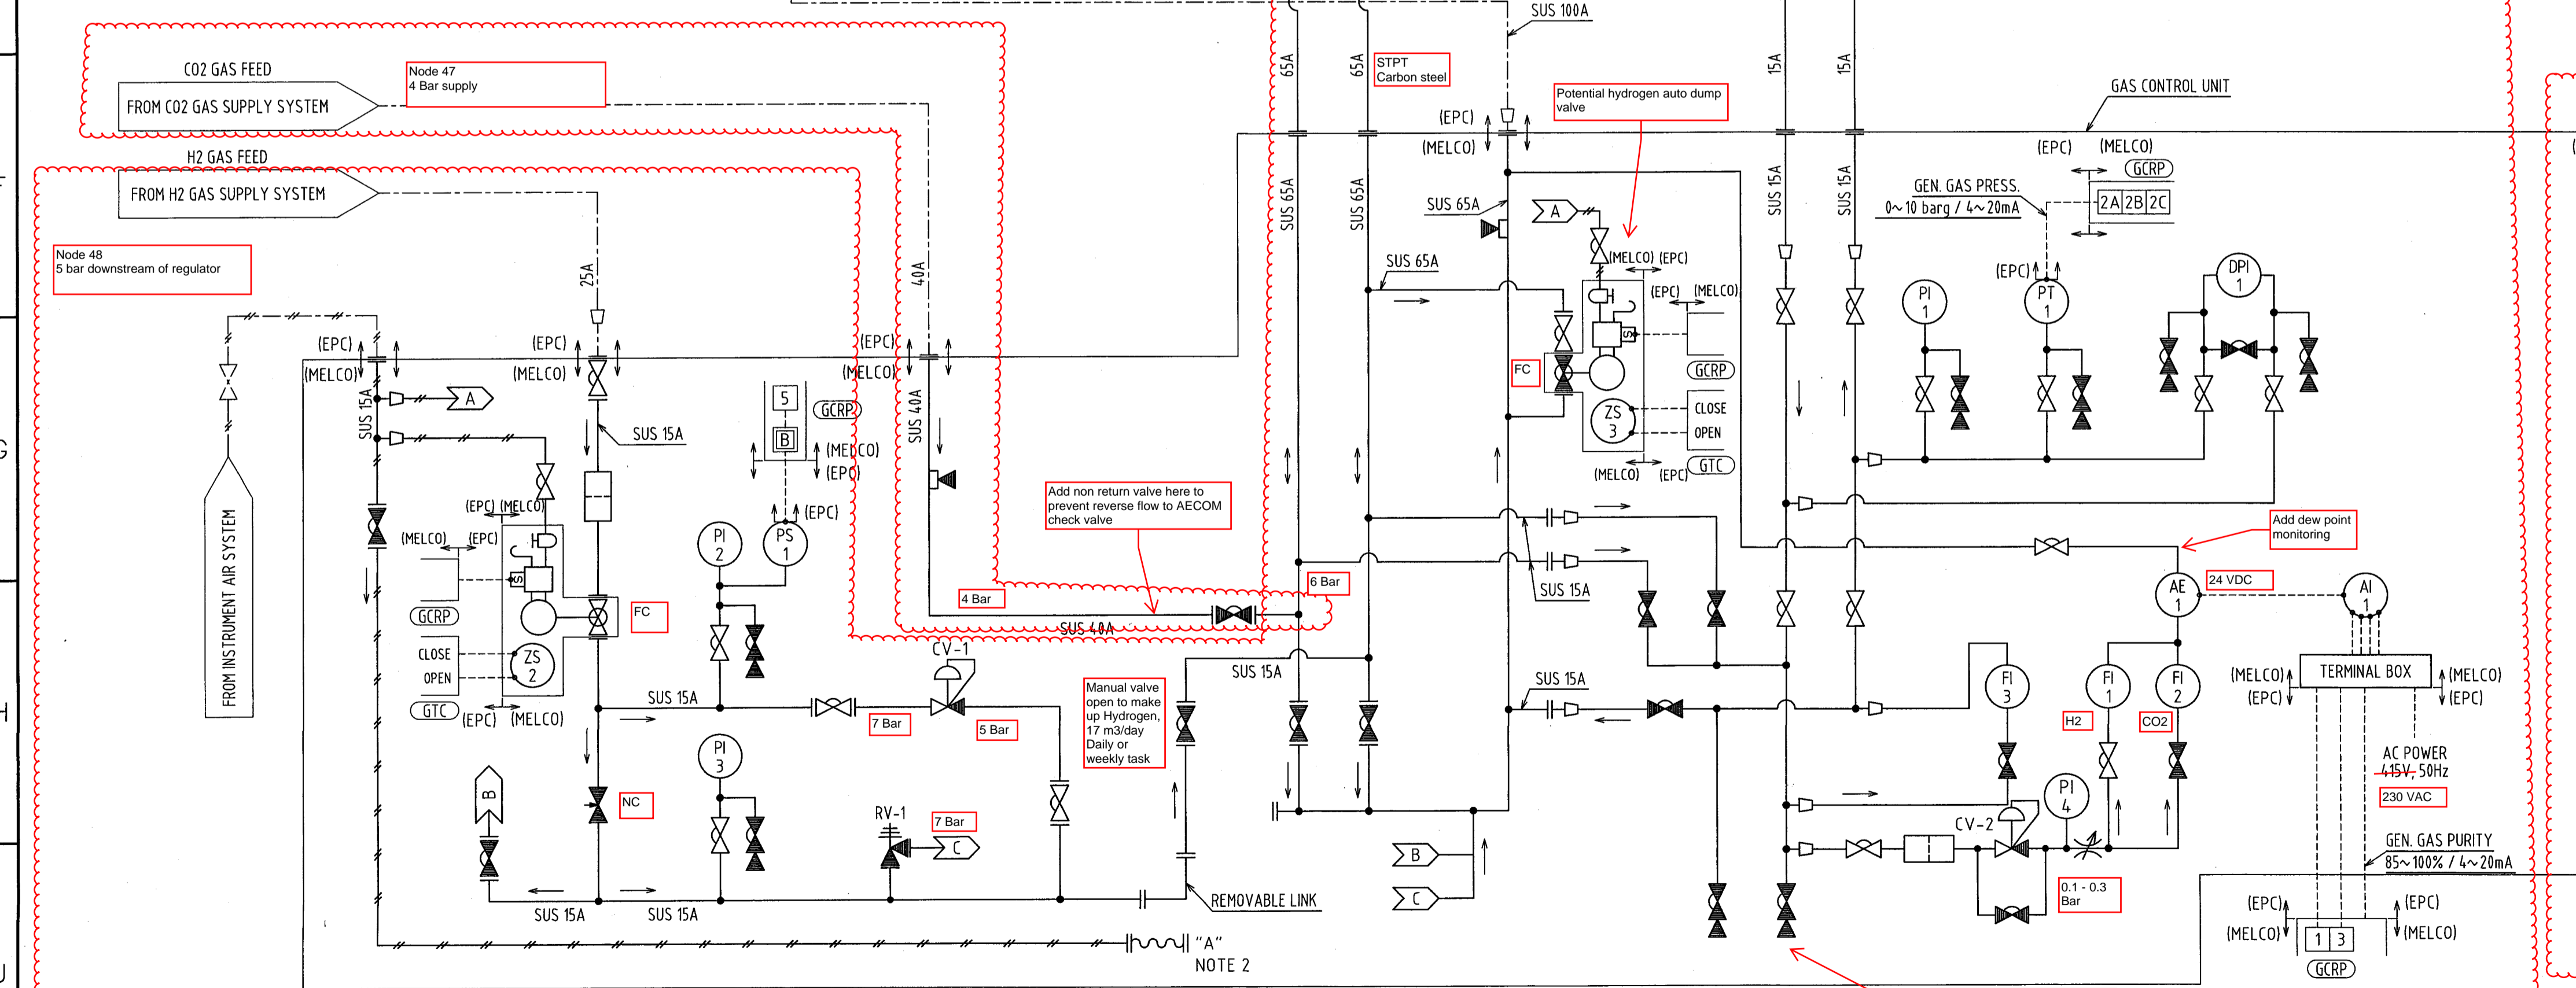 SUS 100A
CO2 GAS FEED
FROM CO2 GAS SUPPLY SYSTEM
Node 47
4 Bar supply
65A
65A
STPT
Carbon steel
15A
15A
GAS CONTROL UNIT
Potential hydrogen auto dump
valve
(EPC)
(MELCO)
(EPC)
(MELCO)
H2 GAS FEED
FROM H2 GAS SUPPLY SYSTEM
GCRP
GEN. GAS PRESS.
0~10 barg / 4~20mA
2A 2B 2C
SUS 65A
SUS 65A
SUS 65A
A
SUS 15A
SUS 15A
Node 48
5 bar downstream of regulator
25A
40A
SUS 65A
(MELCO)
(EPC)
(EPC)
(MELCO)
(EPC)
PI
1
PT
1
DPI
1
(EPC)
(MELCO)
(EPC)
(MELCO)
(EPC)
(MELCO)
SUS 15A
A
5
GCRP
B
SUS 40A
FC
S
GCRP
ZS
3
CLOSE
OPEN
(MELCO)
(EPC)
GTC
G
SUS 15A
(MELCO)
(EPC)
(EPC)
Add non return valve here to
prevent reverse flow to AECOM
check valve
FROM INSTRUMENT AIR SYSTEM
(EPC)
(MELCO)
(MELCO)
(EPC)
S
GCRP
PI
2
PS
1
Add dew point
monitoring
4 Bar
6 Bar
SUS 15A
AE
1
24 VDC
AI
1
FC
SUS 40A
CLOSE
OPEN
ZS
2
GTC
(EPC)
(MELCO)
CV-1
SUS 15A
SUS 15A
7 Bar
5 Bar
Manual valve
open to make
up Hydrogen,
17 m3/day
Daily or
weekly task
SUS 15A
FI
3
FI
1
FI
2
H2
CO2
TERMINAL BOX
(MELCO)
(EPC)
(MELCO)
(EPC)
H
PI
3
AC POWER
415V, 50Hz
230 VAC
B
NC
RV-1
7 Bar
C
B
C
PI
4
CV-2
GEN. GAS PURITY
85~100% / 4~20mA
0.1 - 0.3
Bar
SUS 15A
SUS 15A
REMOVABLE LINK
(EPC)
(MELCO)
(EPC)
(MELCO)
1 3
GCRP
"A"
NOTE 2